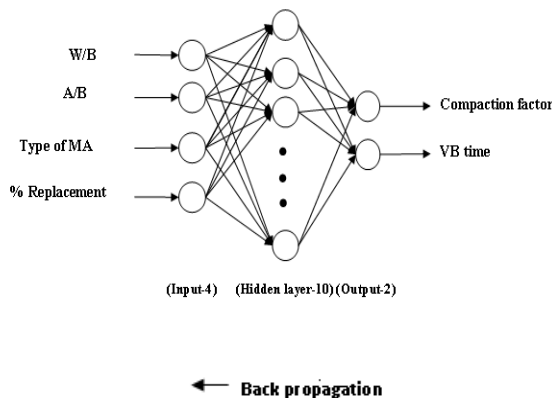 W/B
A/B
Type of MA
% Replacement
Compaction factor
VB time
(Input-4) (Hidden layer-10) (Output-2)
Back propagation